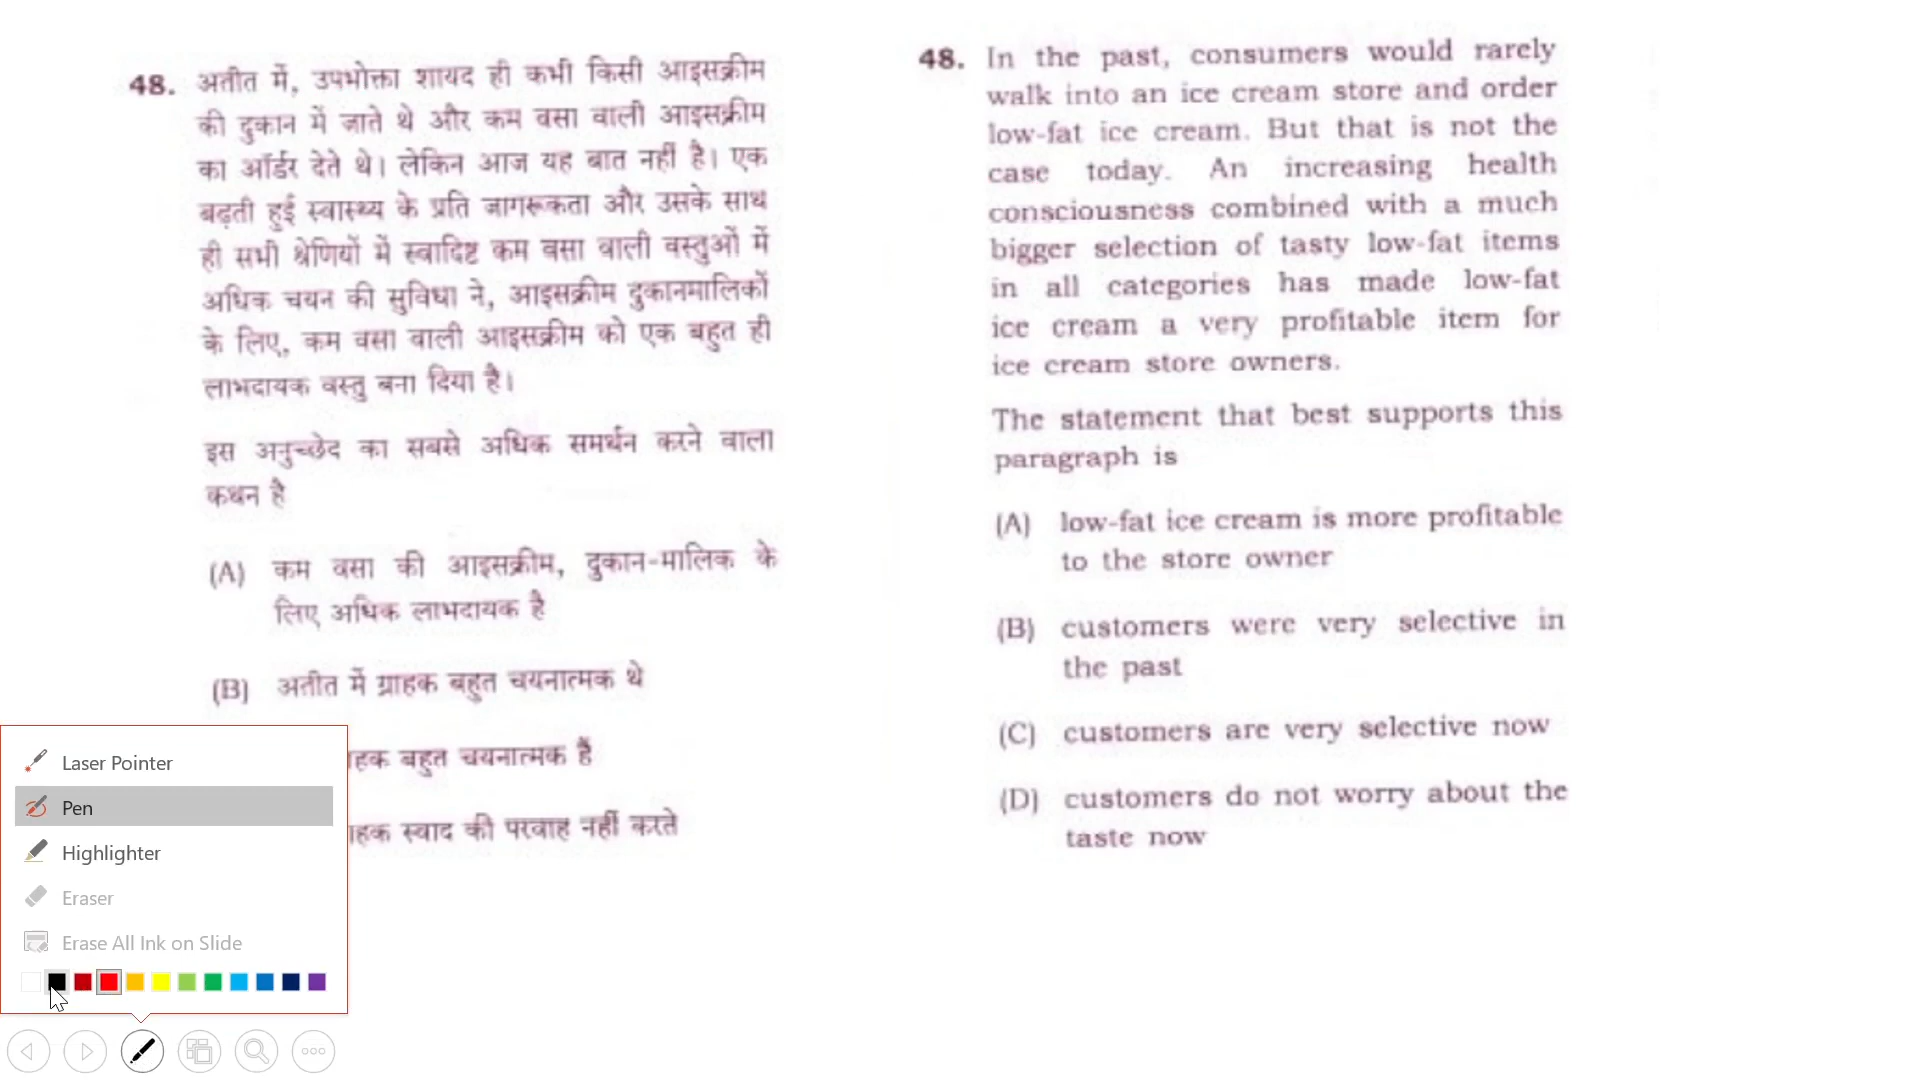 48. अतीत में, उपभोक्ता शायद ही कभी किसी आइसक्रीम
की दुकान में जाते थे और कम वसा वाली आइसक्रीम
का ऑर्डर देते थे। लेकिन आज यह बात नहीं है। एक
बढ़ती हुई स्वास्थ्य के प्रति जागरूकता और उसके साथ
ही सभी श्रेणियों में स्वादिष्ट कम वसा वाली वस्तुओं में
अधिक चयन की सुविधा ने, आइसक्रीम दुकानमालिकों
के लिए, कम वसा वाली आइसक्रीम को एक बहुत ही
लाभदायक वस्तु बना दिया है।
इस अनुच्छेद का सबसे अधिक समर्थन करने वाला
कथन है
(A) कम वसा की आइसक्रीम, दुकान-मालिक के
लिए अधिक लाभदायक है
(B) अतीत में ग्राहक बहुत चयनात्मक थे
बहुत चयनात्मक हैं
स्वाद की परवाह नहीं करते
48. In the past, consumers would rarely
walk into an ice cream store and order
low-fat ice cream. But that is not the
case today. An increasing health
consciousness combined with a much
bigger selection of tasty low-fat items
in all categories has made low-fat
ice cream a very profitable item for
ice cream store owners.
The statement that best supports this
paragraph is
(A) low-fat ice cream is more profitable
to the store owner
(B) customers were very selective in
the past
(C) customers are very selective now
(D) customers do not worry about the
taste now
Laser Pointer
Pen
Highlighter
Eraser
Erase All Ink on Slide